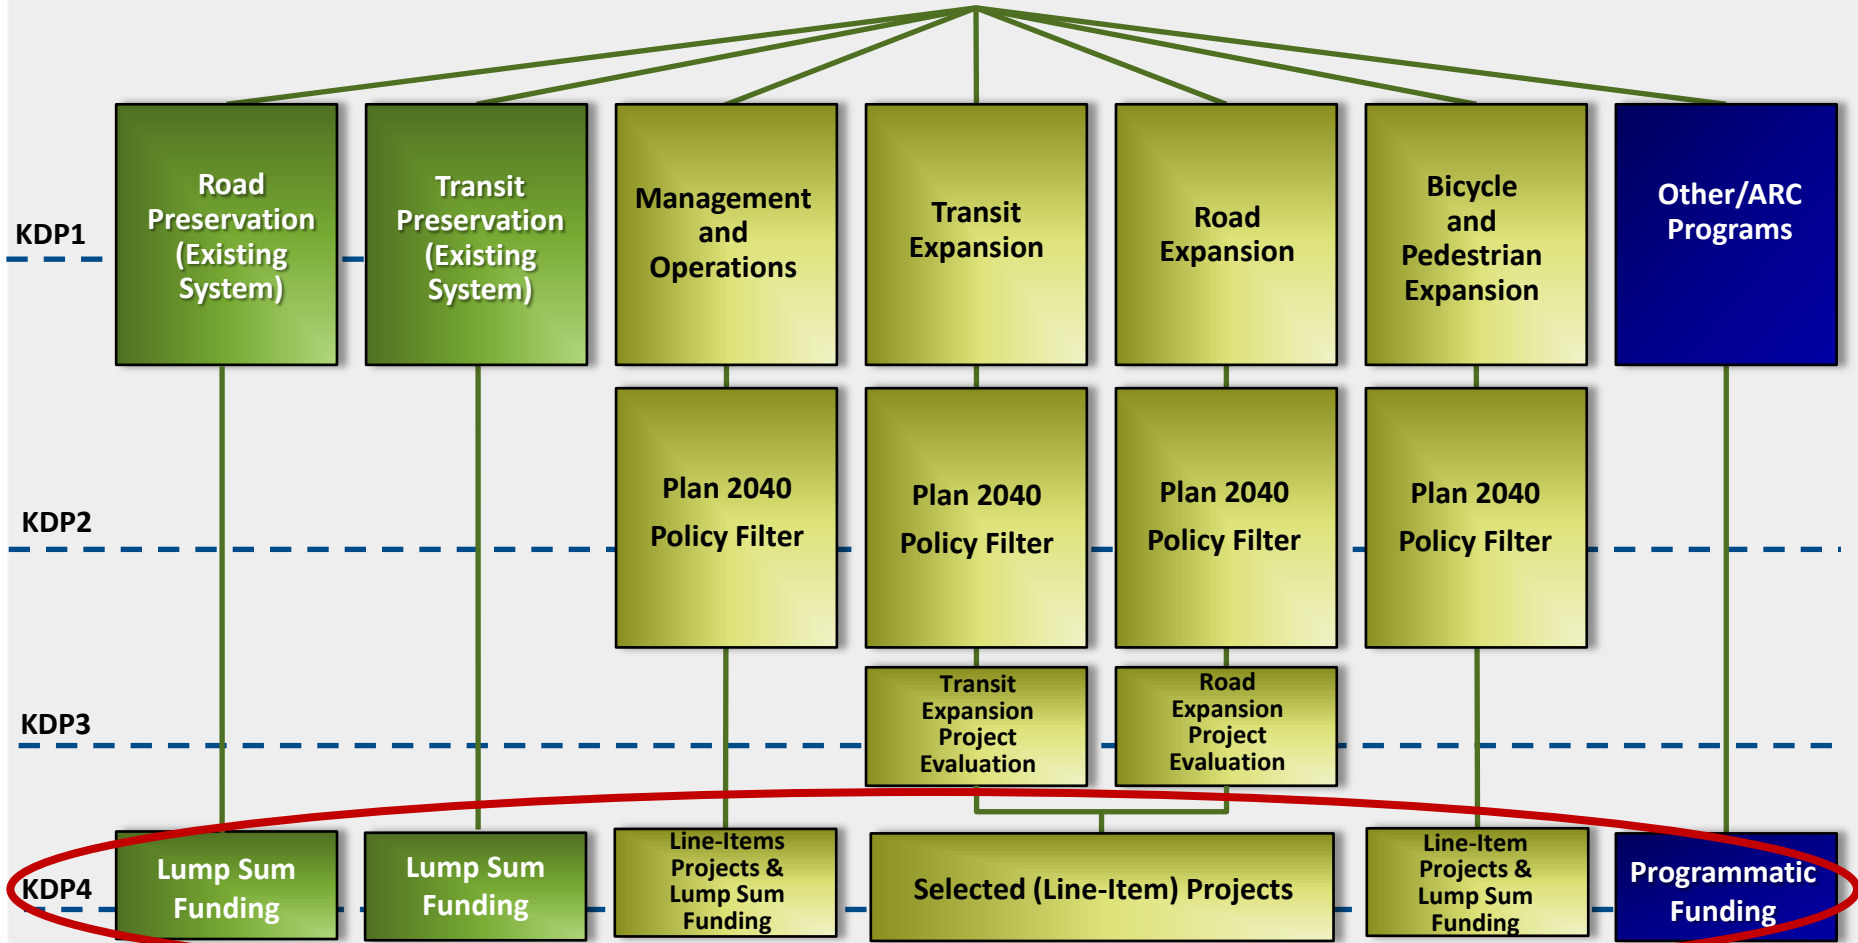 KDP1
Road
Preservation
(Existing
System)
Transit
Preservation
(Existing
System)
Management
and
Operations
Transit
Expansion
Road
Expansion
Bicycle
and
Pedestrian
Expansion
Other/ARC
Programs
KDP2
Plan 2040
Policy Filter
Plan 2040
Policy Filter
Plan 2040
Policy Filter
Plan 2040
Policy Filter
KDP3
Transit
Expansion
Project
Evaluation
Road
Expansion
Project
Evaluation
KDP4
Lump Sum
Funding
Lump Sum
Funding
Line-Items
Projects &
Lump Sum
Funding
Selected (Line-Item) Projects
Line-Item
Projects &
Lump Sum
Funding
Programmatic
Funding